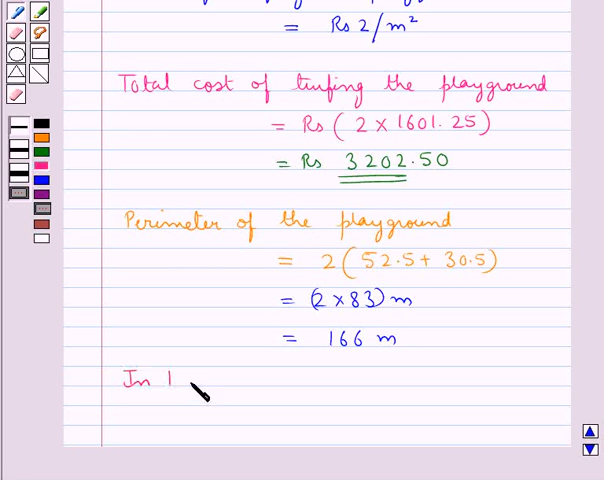 = Rs 2/m²
Total cost of turfing the playground
= Rs (2 × 1601.25)
= Rs 3202.50
Perimeter of the playground
= 2(52.5 + 30.5)
= (2 × 83) m
= 166 m
In 1